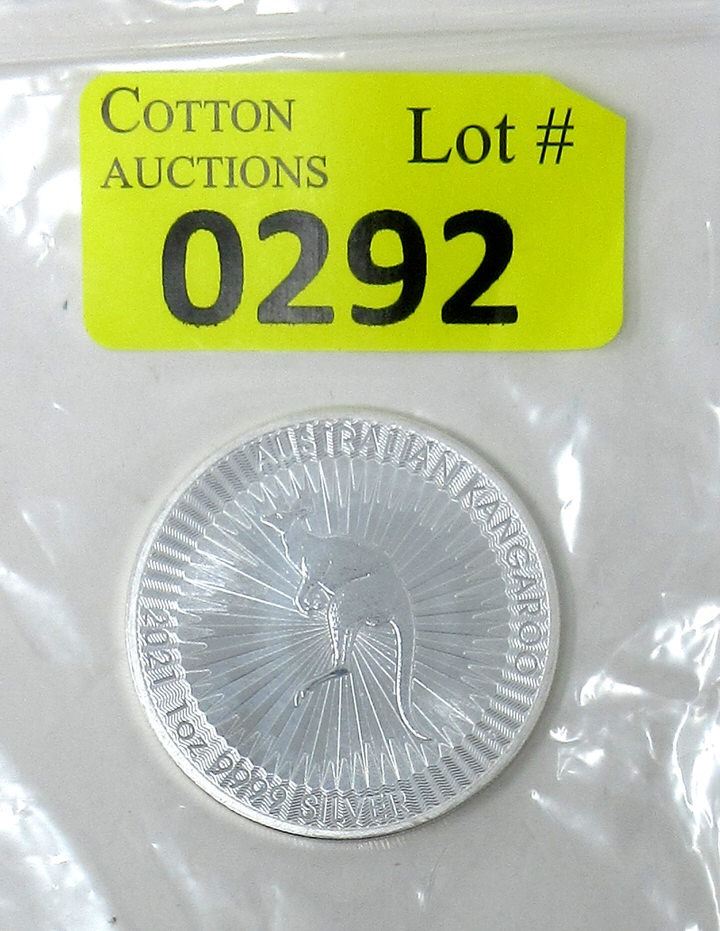 COTTON
AUCTIONS
Lot #
0292
AUSTRALIAN KANGAROO
2021 1oz 9999 SILVER